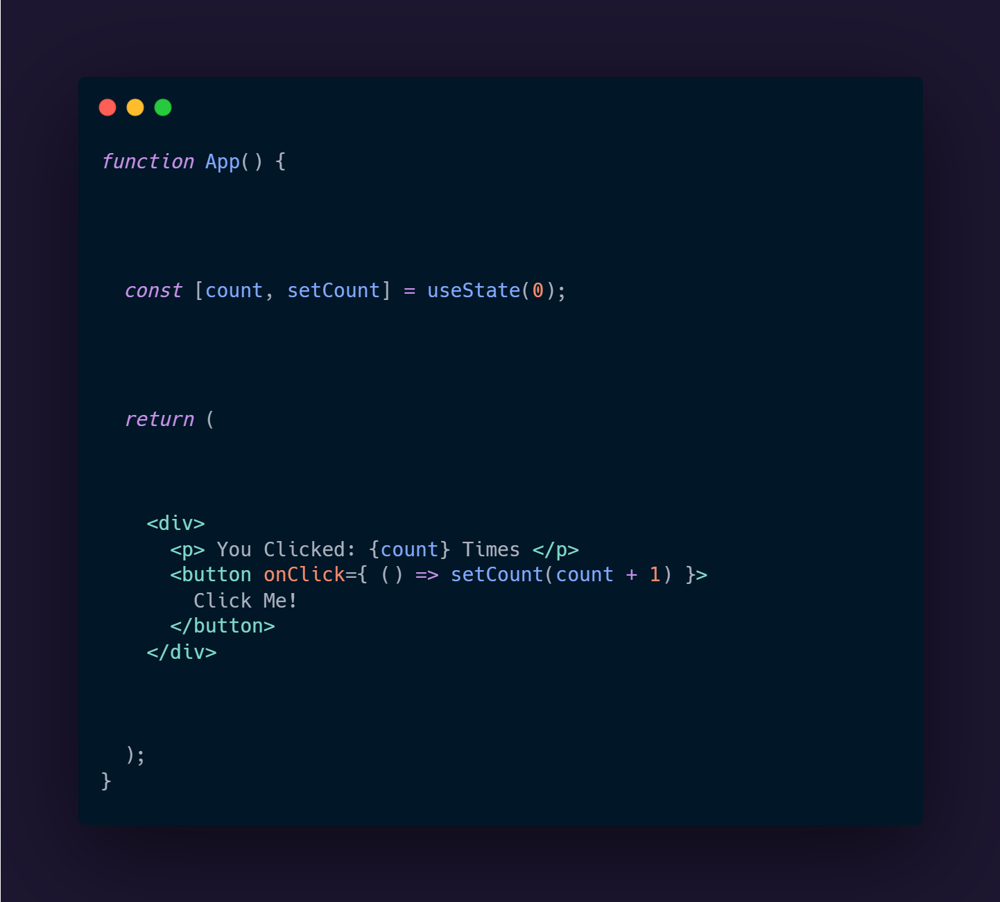 function App() {
  const [count, setCount] = useState(0);
  return (
    <div>
      <p> You Clicked: {count} Times </p>
      <button onClick={ () => setCount(count + 1) }>
        Click Me!
      </button>
    </div>
  );
}